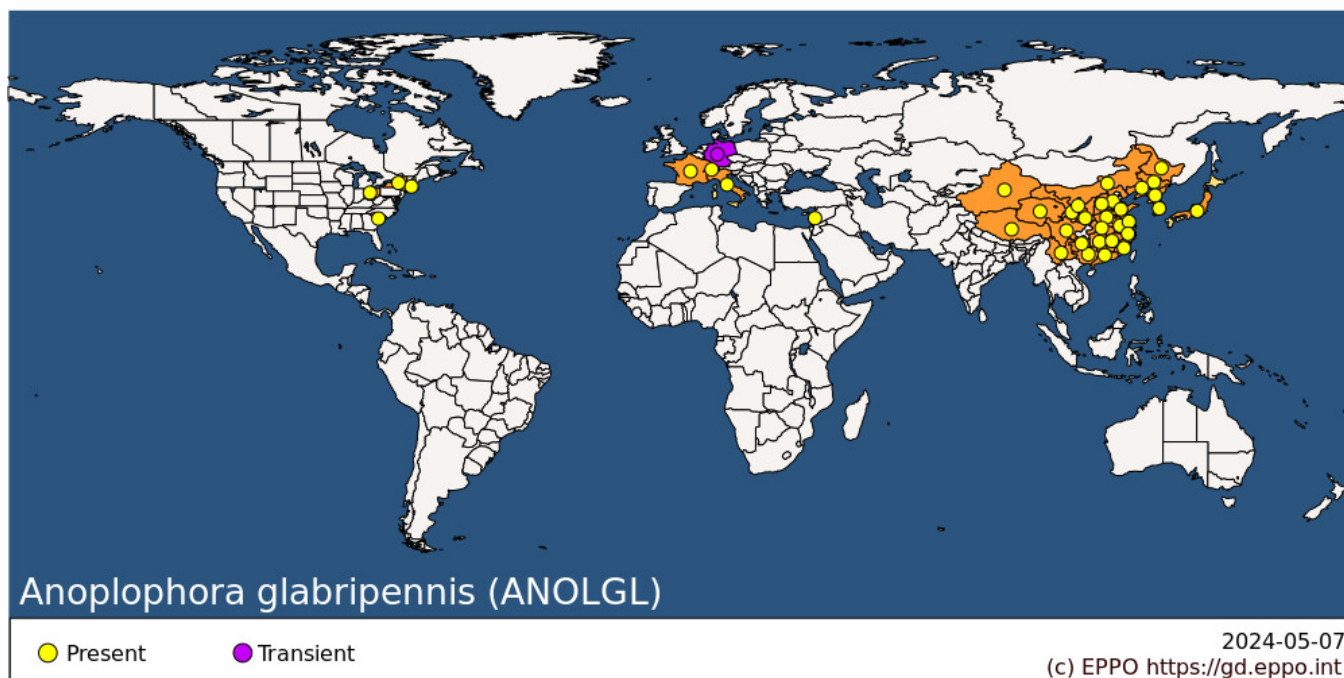 Anoplophora glabripennis (ANOLGL)
Present
Transient
2024-05-07
(c) EPPO https://gd.eppo.int